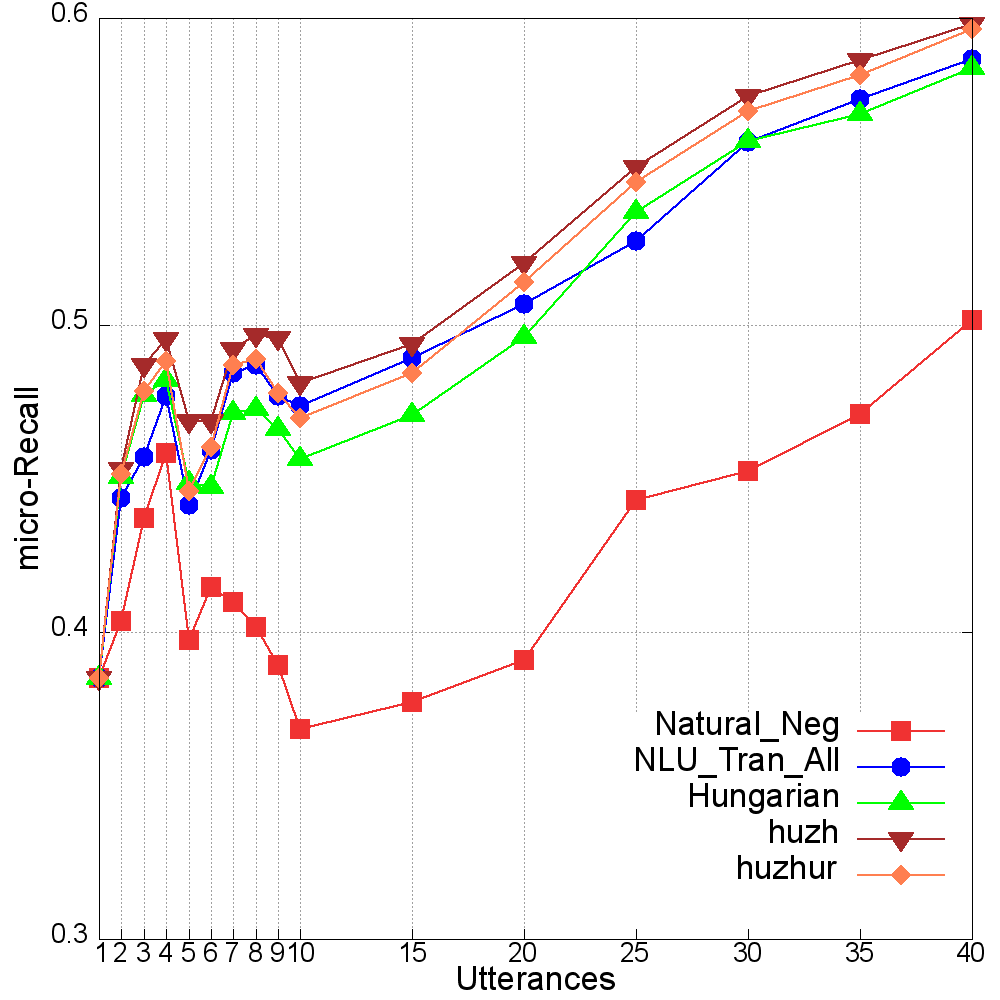 0.6
0.5
0.4
0.3
micro-Recall
Natural_Neg
NLU_Tran_All
Hungarian
huzh
huzhur
1 2 3 4 5 6 7 8 9 10 15 20 25 30 35 40
Utterances